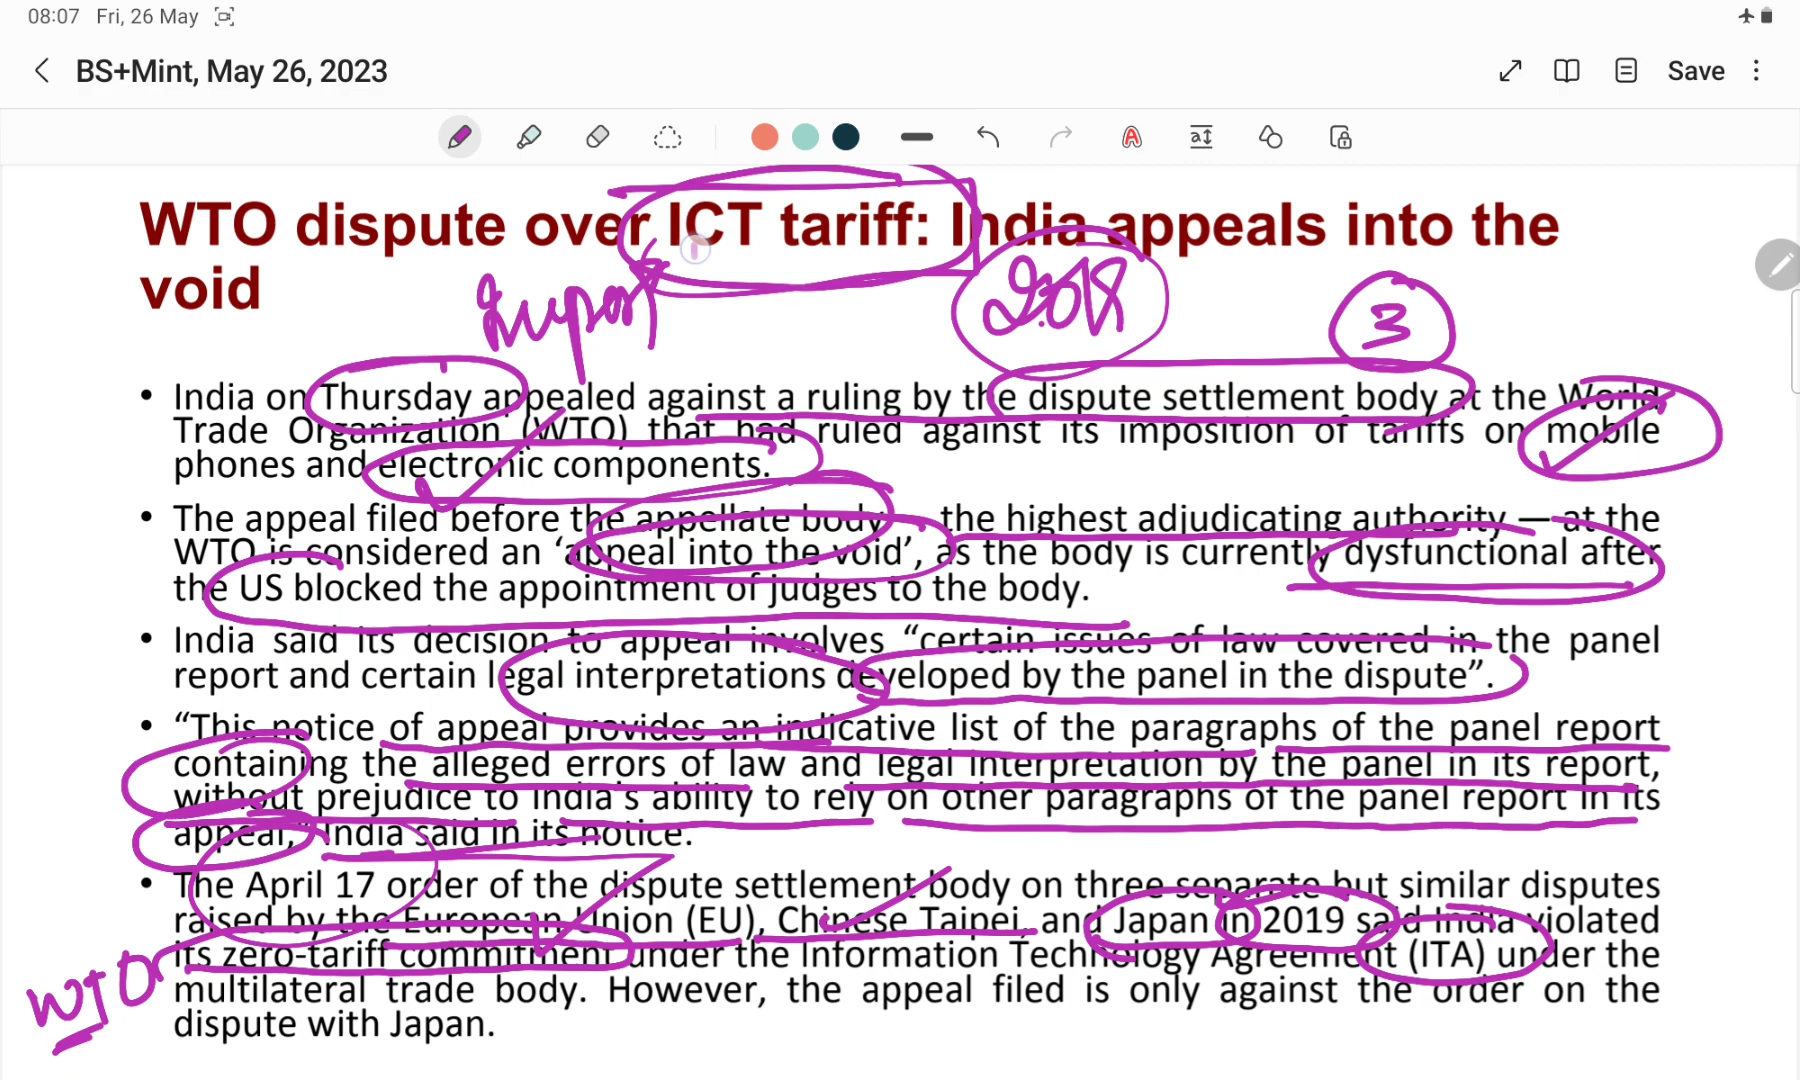 08:07 Fri, 26 May
BS+Mint, May 26, 2023
Save
WTO dispute over ICT tariff: India appeals into the
void
Import
2018
3
• India on Thursday appealed against a ruling by the dispute settlement body at the World
Trade Organization (WTO) that had ruled against its imposition of tariffs on mobile
phones and electronic components.
• The appeal filed before the appellate body, the highest adjudicating authority — at the
WTO is considered an ‘appeal into the void’, as the body is currently dysfunctional after
the US blocked the appointment of judges to the body.
• India said its decision to appeal involves “certain issues of law covered in the panel
report and certain legal interpretations developed by the panel in the dispute”.
• “This notice of appeal provides an indicative list of the paragraphs of the panel report
containing the alleged errors of law and legal interpretation by the panel in its report,
without prejudice to India’s ability to rely on other paragraphs of the panel report in its
appeal,” India said in its notice.
• The April 17 order of the dispute settlement body on three separate but similar disputes
raised by the European Union (EU), Chinese Taipei, and Japan in 2019 said India violated
its zero-tariff commitment under the Information Technology Agreement (ITA) under the
multilateral trade body. However, the appeal filed is only against the order on the
dispute with Japan.
WTO